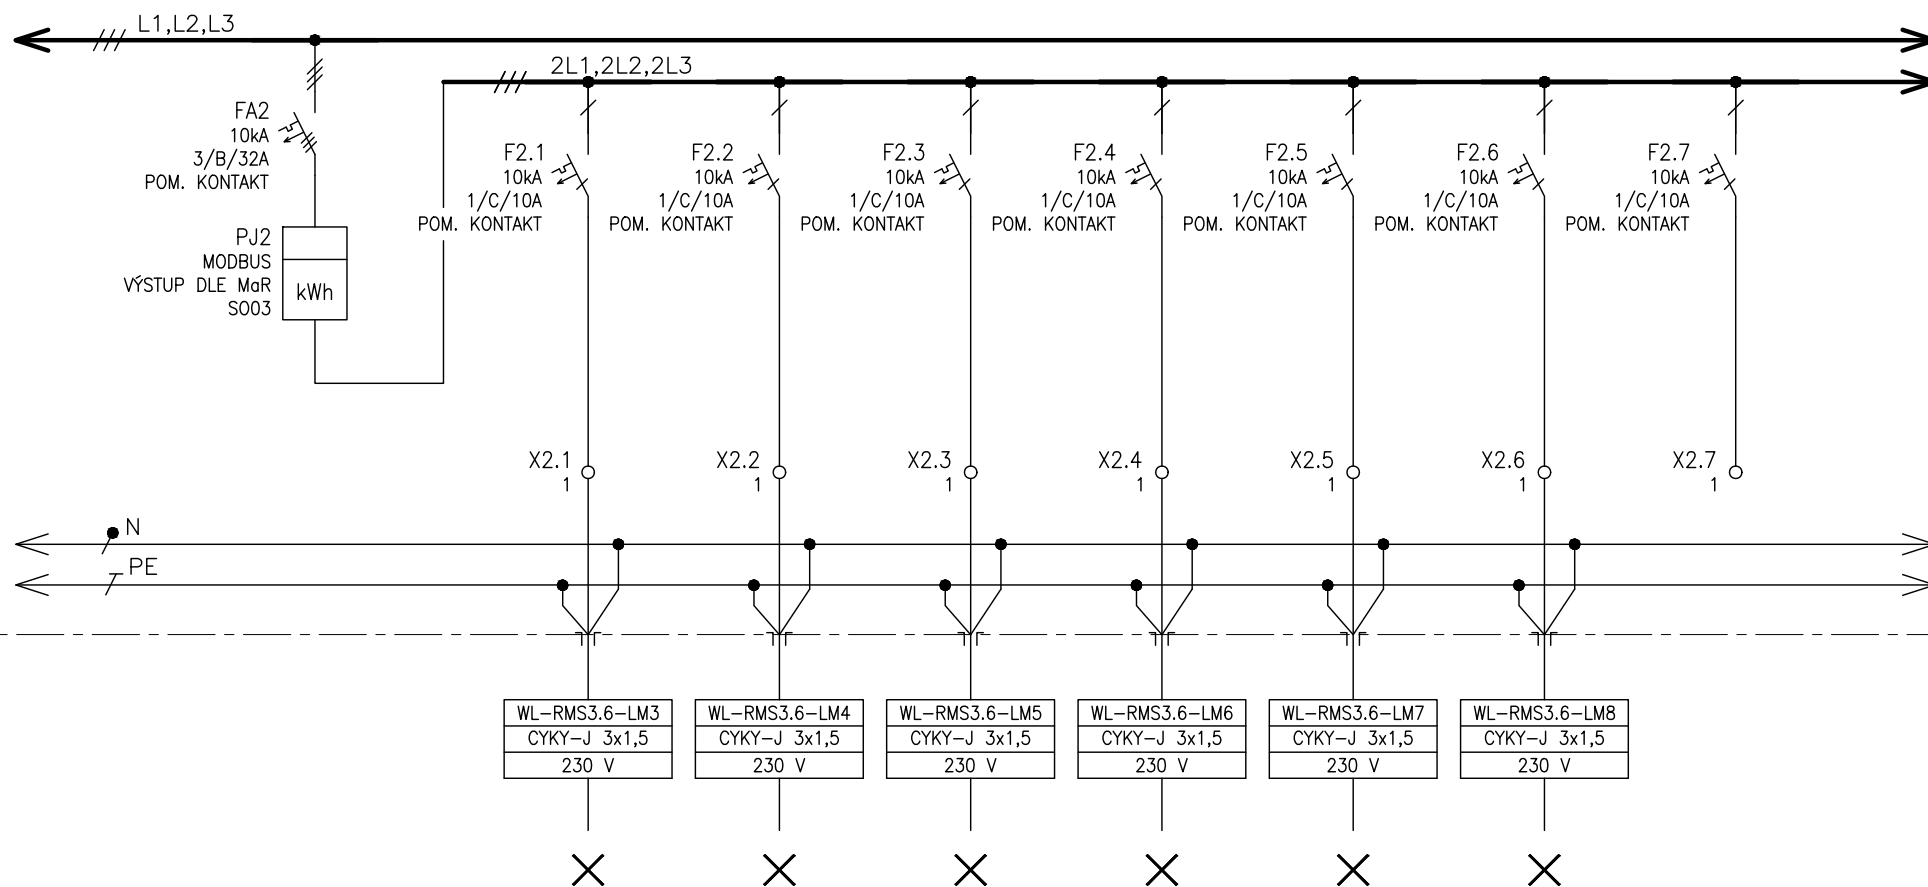 L1,L2,L3
2L1,2L2,2L3
FA2
10kA
3/B/32A
POM. KONTAKT
PJ2
MODBUS
VÝSTUP DLE MaR
S003
kWh
F2.1
10kA
1/C/10A
POM. KONTAKT
F2.2
10kA
1/C/10A
POM. KONTAKT
F2.3
10kA
1/C/10A
POM. KONTAKT
F2.4
10kA
1/C/10A
POM. KONTAKT
F2.5
10kA
1/C/10A
POM. KONTAKT
F2.6
10kA
1/C/10A
POM. KONTAKT
F2.7
10kA
1/C/10A
POM. KONTAKT
X2.1
1
X2.2
1
X2.3
1
X2.4
1
X2.5
1
X2.6
1
X2.7
1
N
PE
WL-RMS3.6-LM3
CYKY-J 3x1,5
230 V
WL-RMS3.6-LM4
CYKY-J 3x1,5
230 V
WL-RMS3.6-LM5
CYKY-J 3x1,5
230 V
WL-RMS3.6-LM6
CYKY-J 3x1,5
230 V
WL-RMS3.6-LM7
CYKY-J 3x1,5
230 V
WL-RMS3.6-LM8
CYKY-J 3x1,5
230 V